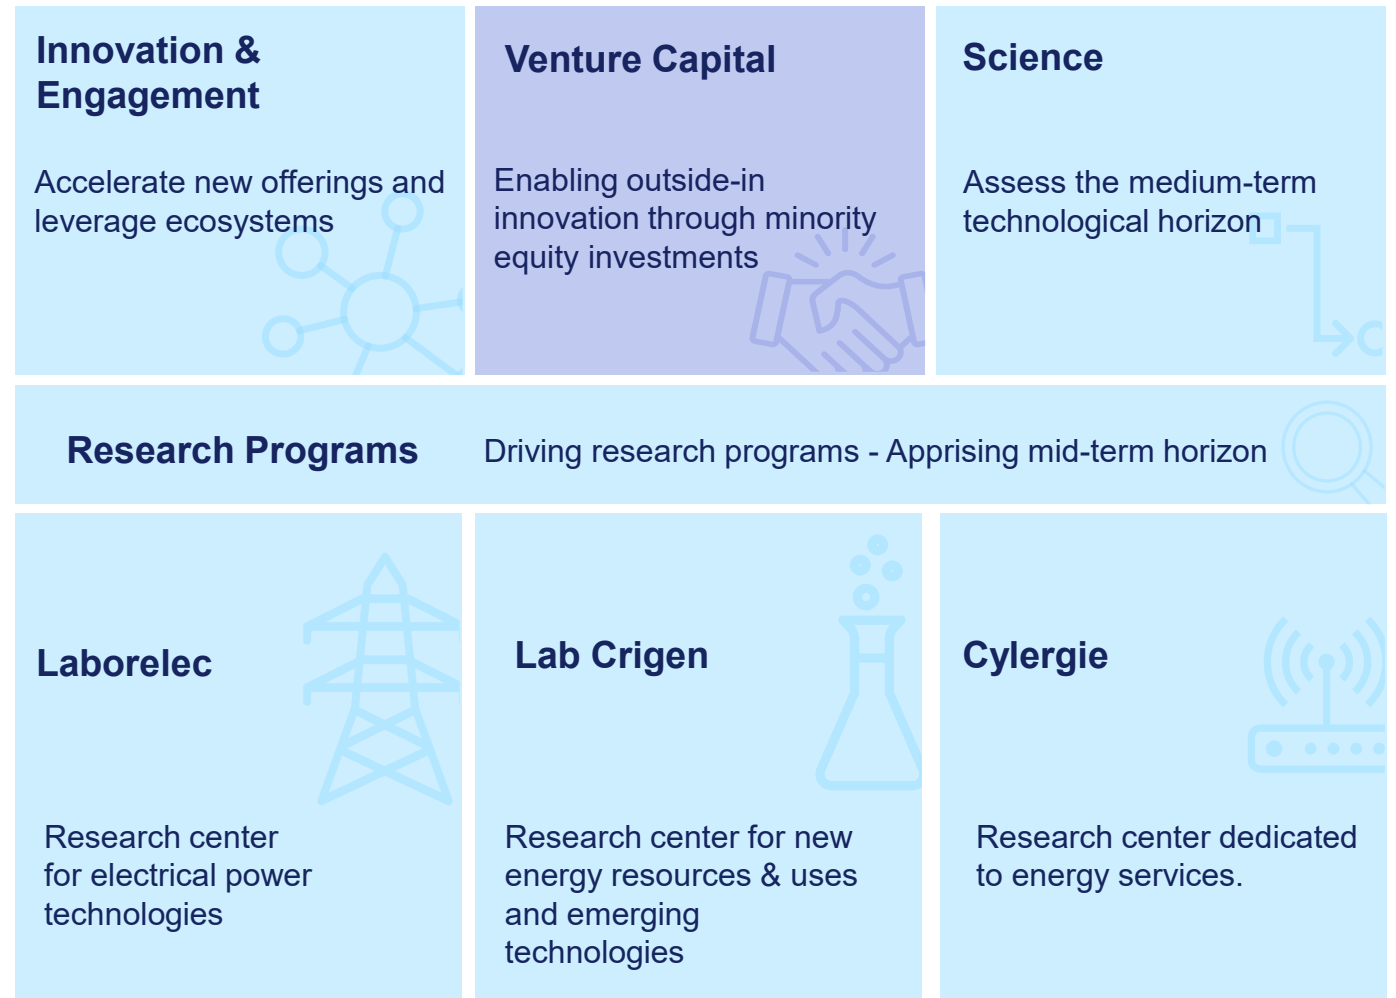 Innovation &
Engagement
Accelerate new offerings and
leverage ecosystems
Venture Capital
Enabling outside-in
innovation through minority
equity investments
Science
Assess the medium-term
technological horizon
Research Programs
Driving research programs - Apprising mid-term horizon
Laborelec
Research center
for electrical power
technologies
Lab Crigen
Research center for new
energy resources & uses
and emerging
technologies
Cylergie
Research center dedicated
to energy services.